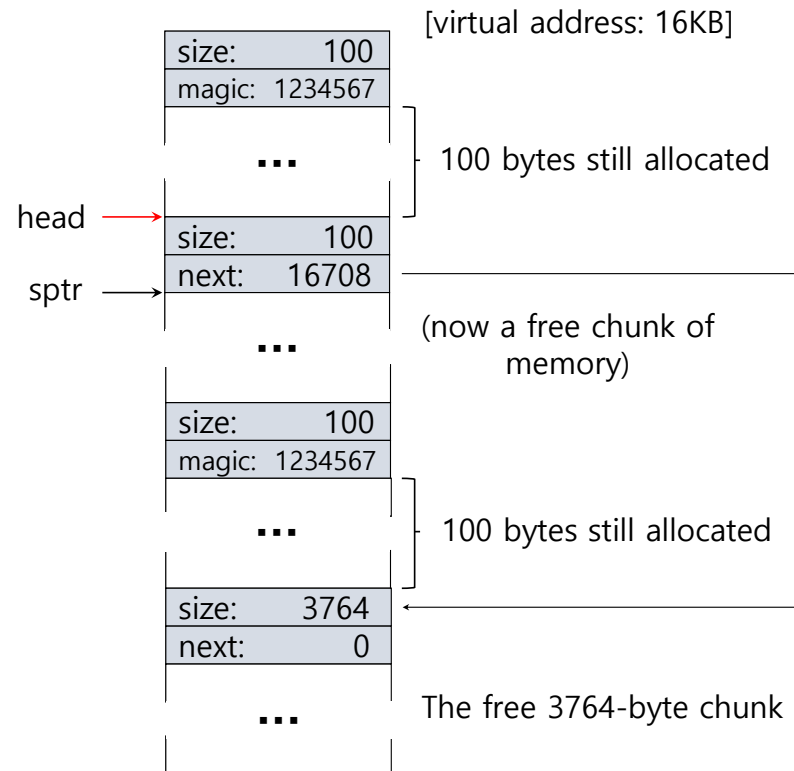 [virtual address: 16KB]
size: 100
magic: 1234567
...
100 bytes still allocated
head
size: 100
next: 16708
sptr
...
(now a free chunk of
memory)
size: 100
magic: 1234567
...
100 bytes still allocated
size: 3764
next: 0
...
The free 3764-byte chunk